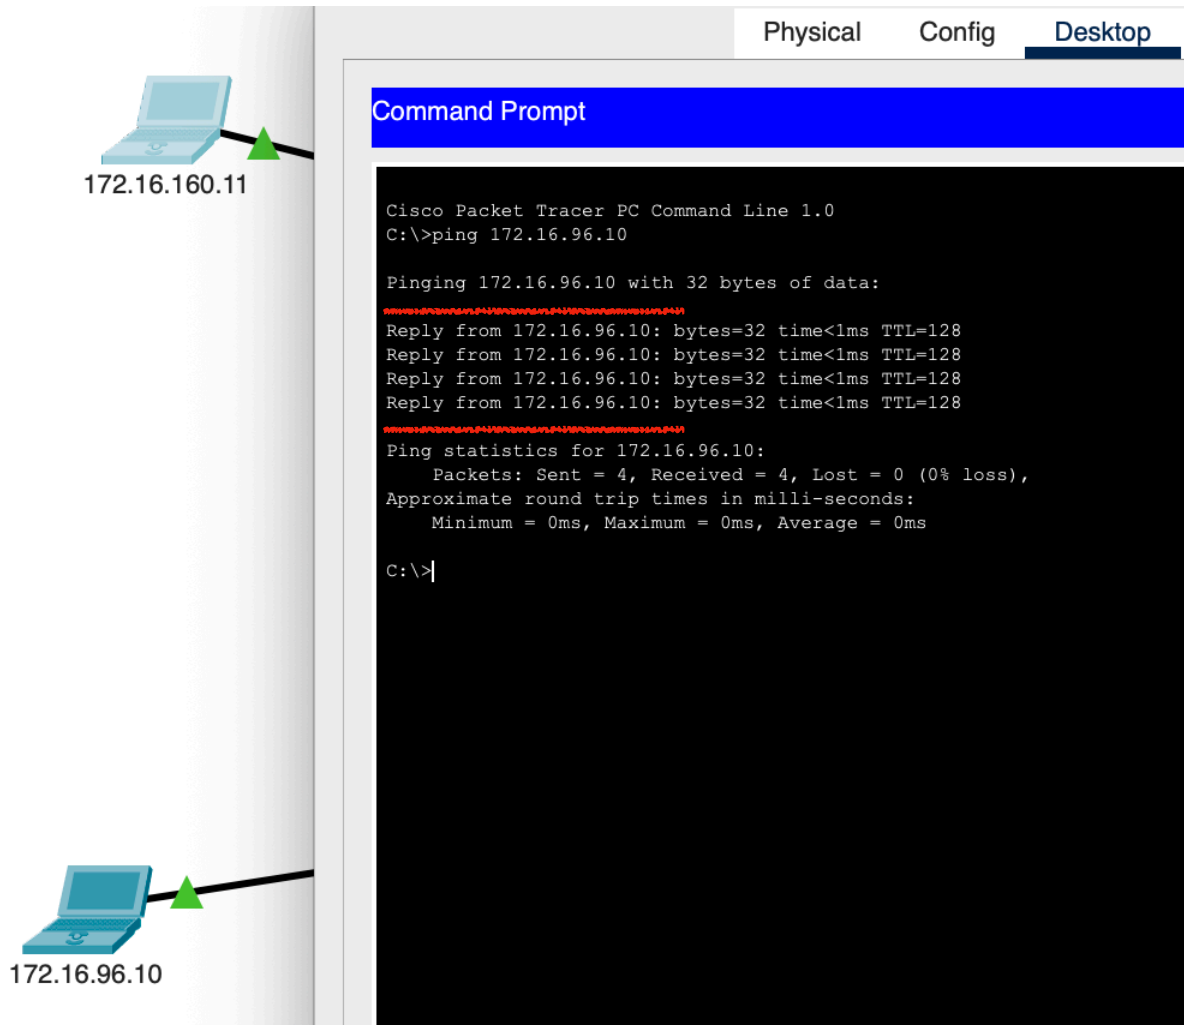 Physical Config Desktop
172.16.160.11
Command Prompt
Cisco Packet Tracer PC Command Line 1.0
C:\>ping 172.16.96.10
Pinging 172.16.96.10 with 32 bytes of data:
Reply from 172.16.96.10: bytes=32 time<1ms TTL=128
Reply from 172.16.96.10: bytes=32 time<1ms TTL=128
Reply from 172.16.96.10: bytes=32 time<1ms TTL=128
Reply from 172.16.96.10: bytes=32 time<1ms TTL=128
Ping statistics for 172.16.96.10:
Packets: Sent = 4, Received = 4, Lost = 0 (0% loss),
Approximate round trip times in milli-seconds:
Minimum = 0ms, Maximum = 0ms, Average = 0ms
C:\>
172.16.96.10